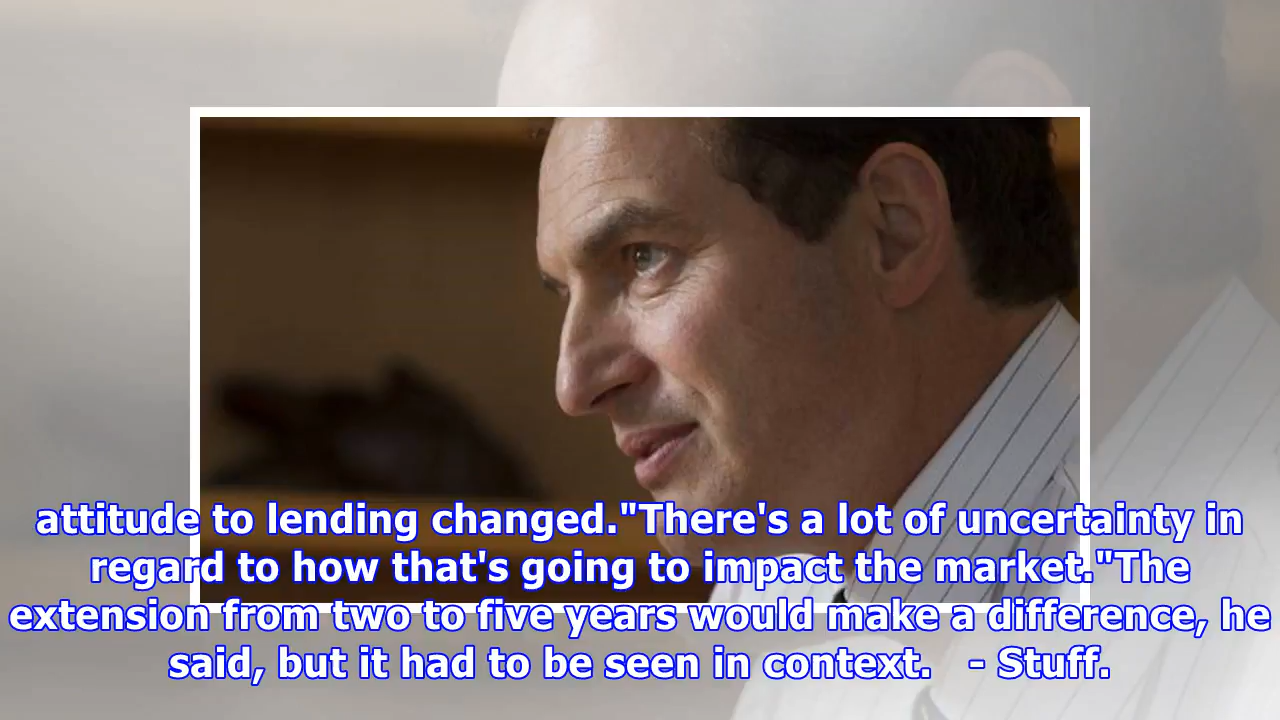 attitude to lending changed."There's a lot of uncertainty in
regard to how that's going to impact the market."The
extension from two to five years would make a difference, he
said, but it had to be seen in context.   - Stuff.